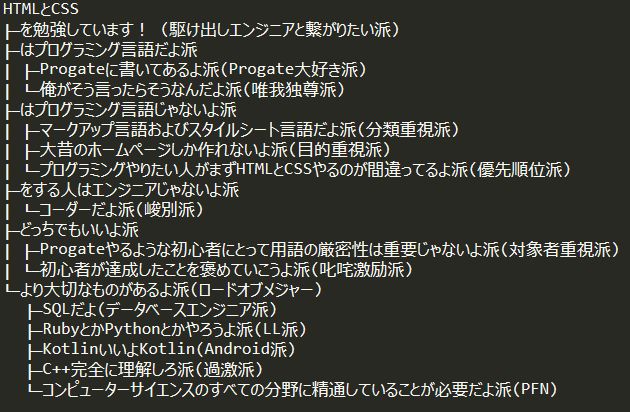 HTMLとCSS
├─を勉強しています！（駆け出しエンジニアと繋がりたい派）
├─はプログラミング言語だよ派
│ ├─Progateに書いてあるよ派(Progate大好き派)
│ └─俺がそう言ったらそうなんだよ派(唯我独尊派)
├─はプログラミング言語じゃないよ派
│ ├─マークアップ言語およびスタイルシート言語だよ派(分類重視派)
│ ├─大昔のホームページしか作れないよ派(目的重視派)
│ └─プログラミングやりたい人がまずHTMLとCSSやるのが間違ってるよ派(優先順位派)
├─をする人はエンジニアじゃないよ派
│ └─コーダーだよ派(峻別派)
├─どっちでもいいよ派
│ ├─Progateやるような初心者にとって用語の厳密性は重要じゃないよ派(対象者重視派)
│ └─初心者が達成したことを褒めていこうよ派(叱咤激励派)
└─より大切なものがあるよ派(ロードオブメジャー)
  ├─SQLだよ(データベースエンジニア派)
  ├─RubyとかPythonとかやろうよ派(LL派)
  ├─KotlinいいよKotlin(Android派)
  ├─C++完全に理解しろ派(過激派)
  └─コンピューターサイエンスのすべての分野に精通していることが必要だよ派(PFN)